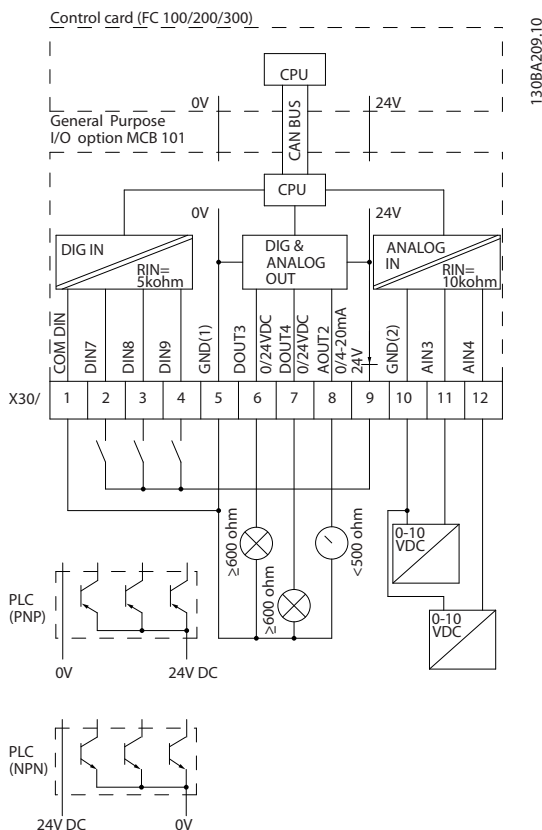 Control card (FC 100/200/300)
130BA209.10
CPU
0V
24V
General Purpose
I/O option MCB 101
CAN BUS
CPU
0V
24V
DIG IN
RIN=
5kohm
DIG &
ANALOG
OUT
ANALOG
IN
RIN=
10kohm
COM DIN
DIN7
DIN8
DIN9
GND(1)
DOUT3
0/24VDC
DOUT4
0/24VDC
AOUT2
0/4-20mA
24V
GND(2)
AIN3
AIN4
X30/
1
2
3
4
5
6
7
8
9
10
11
12
≥600 ohm
≥600 ohm
<500 ohm
0-10
VDC
0-10
VDC
PLC
(PNP)
0V
24V DC
PLC
(NPN)
24V DC
0V